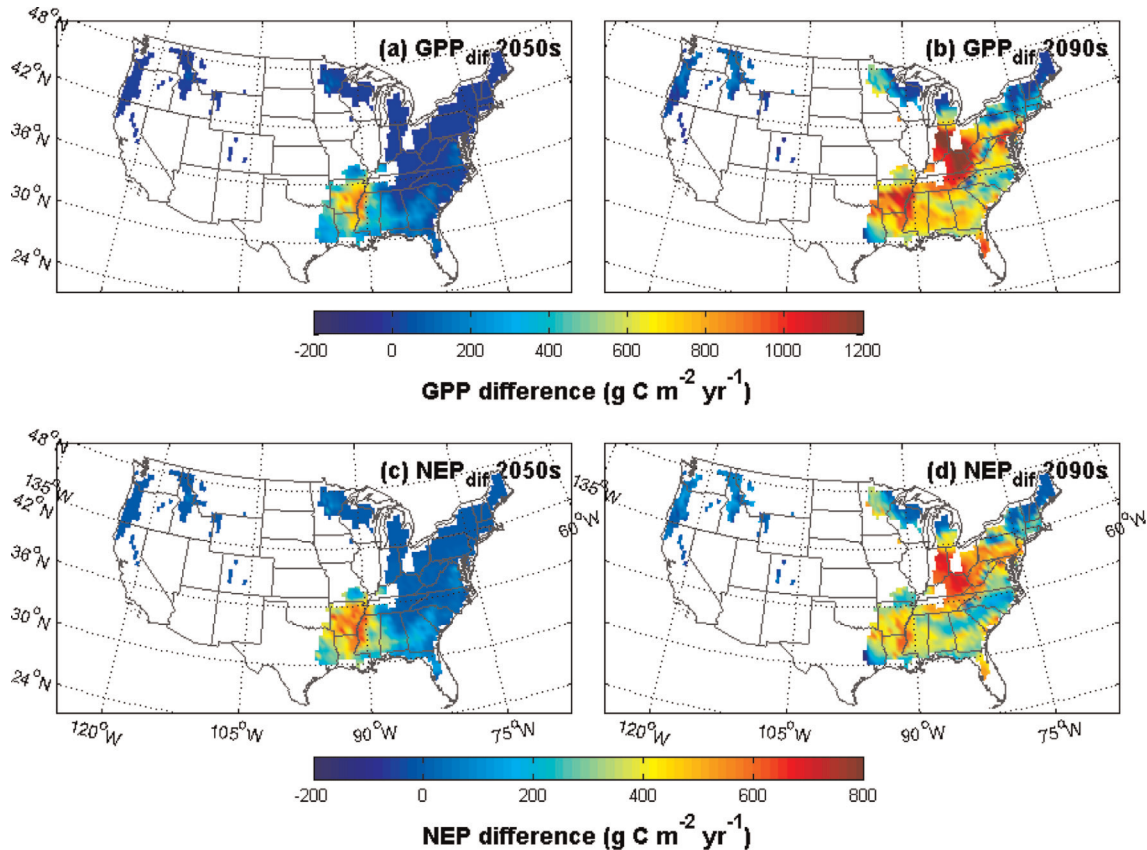 48°N
42°N
36°N
30°N
24°N
(a) GPPdif 2050s
(b) GPPdif 2090s
-200 0 200 400 600 800 1000 1200
GPP difference (g C m-2 yr-1)
48°N
135°W
42°N
36°N
30°N
24°N
(c) NEPdif 2050s
60°W
135°W
(d) NEPdif 2090s
60°W
120°W 105°W 90°W 75°W
120°W 105°W 90°W 75°W
-200 0 200 400 600 800
NEP difference (g C m-2 yr-1)